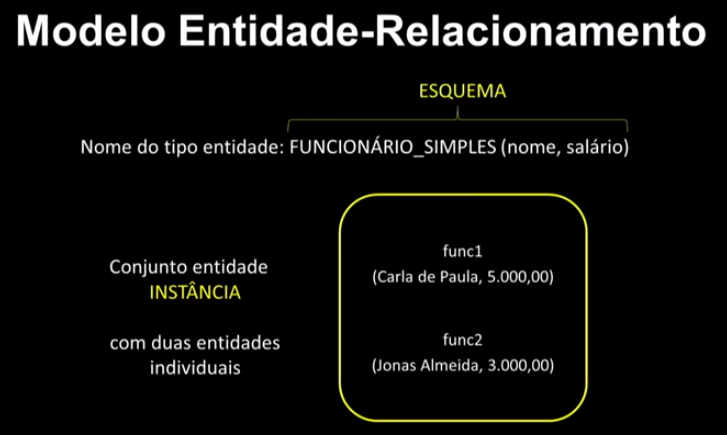 Modelo Entidade-Relacionamento
ESQUEMA
Nome do tipo entidade: FUNCIONÁRIO_SIMPLES (nome, salário)
Conjunto entidade
INSTÂNCIA
com duas entidades
individuais
func1
(Carla de Paula, 5.000,00)
func2
(Jonas Almeida, 3.000,00)